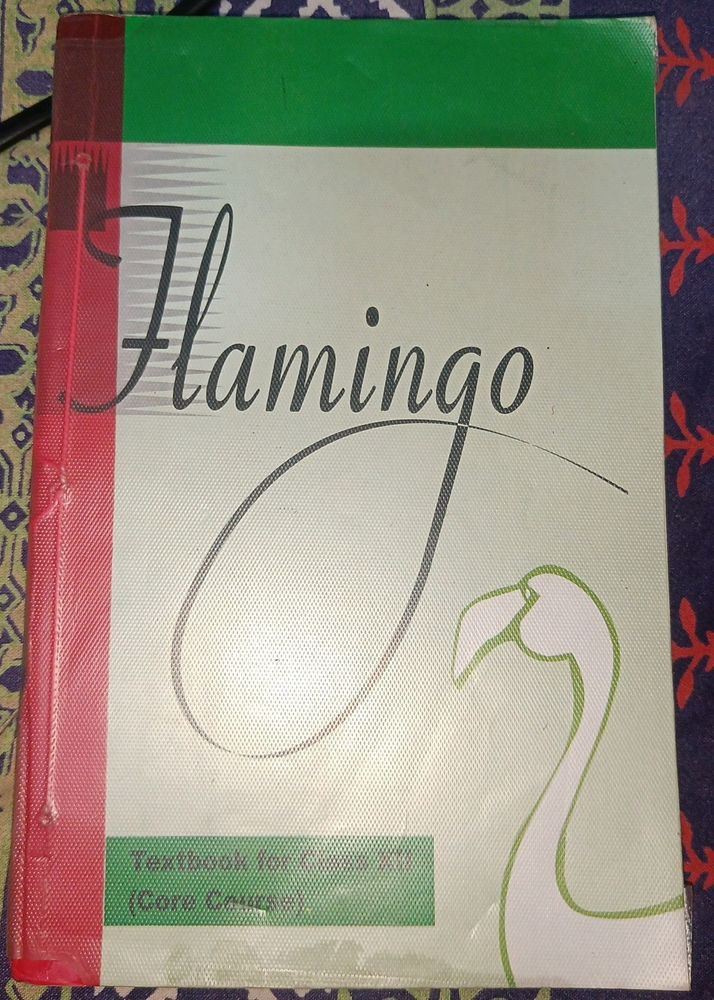 Flamingo
Textbook for Class XII
(Core Course)